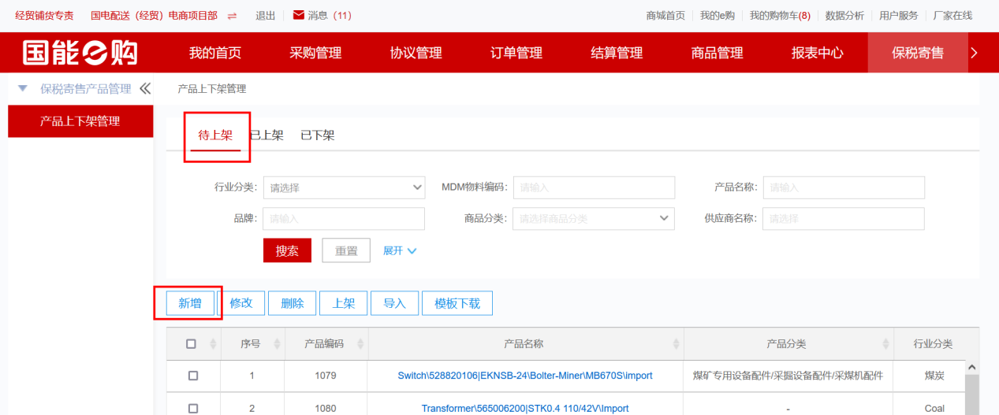 经贸铺货专责 国电配送（经贸）电商项目部 退出 消息（11） 商城首页 我的e购 我的购物车(8) 数据分析 用户服务 厂家在线
国能e购 我的首页 采购管理 协议管理 订单管理 结算管理 商品管理 报表中心 保税寄售
保税寄售产品管理 产品上下架管理
产品上下架管理
待上架 已上架 已下架
行业分类: 请选择 MDM物料编码: 请输入 产品名称: 请输入
品牌: 请输入 商品分类: 请选择商品分类 供应商名称: 请选择
搜索 重置 展开
新增 修改 删除 上架 导入 模板下载
序号 产品编码 产品名称 产品分类 行业分类
1 1079 Switch\528820106|EKNSB-24\Bolter-Miner\MB670S\import 煤矿专用设备配件/采掘设备配件/采煤机配件 煤炭
2 1080 Transformer\565006200|STK0.4 110/42V\Import - Coal